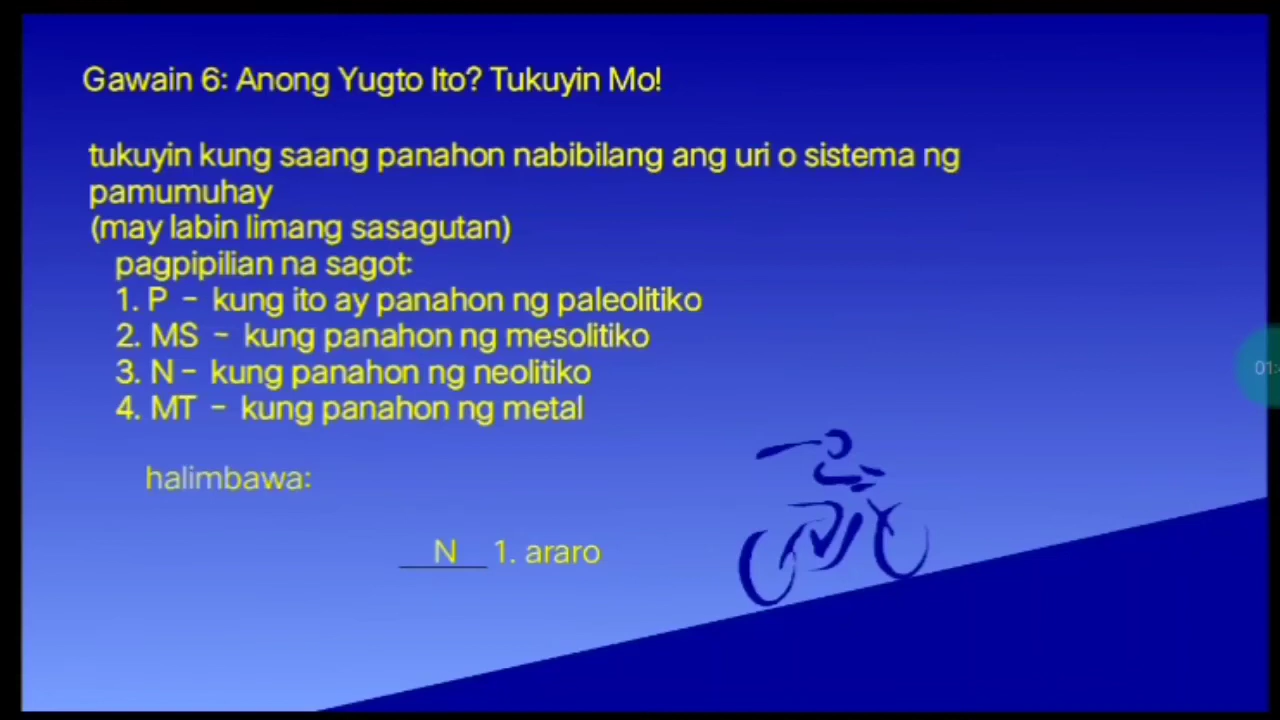 Gawain 6: Anong Yugto Ito? Tukuyin Mo!
tukuyin kung saang panahon nabibilang ang uri o sistema ng
pamumuhay
(may labin limang sasagutan)
pagpipilian na sagot:
1. P - kung ito ay panahon ng paleolitiko
2. MS - kung panahon ng mesolitiko
3. N - kung panahon ng neolitiko
4. MT - kung panahon ng metal
halimbawa:
__N__ 1. araro